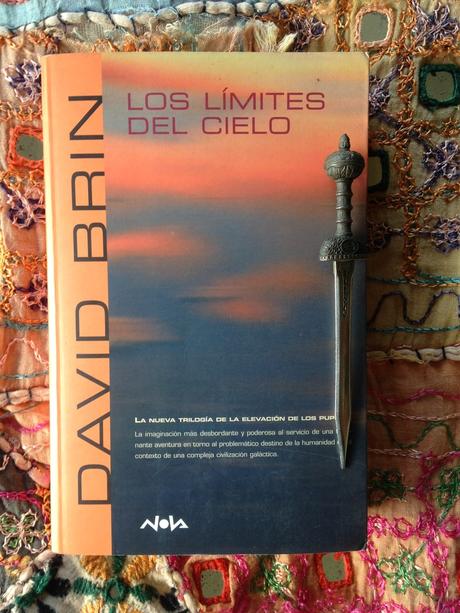 DAVID BRIN
LOS LÍMITES
DEL CIELO
LA NUEVA TRILOGÍA DE LA ELEVACIÓN DE LOS PUP
La imaginación más desbordante y poderosa al servicio de una
nante aventura en torno al problemático destino de la humanidad
contexto de una compleja civilización galáctica.
NOVA